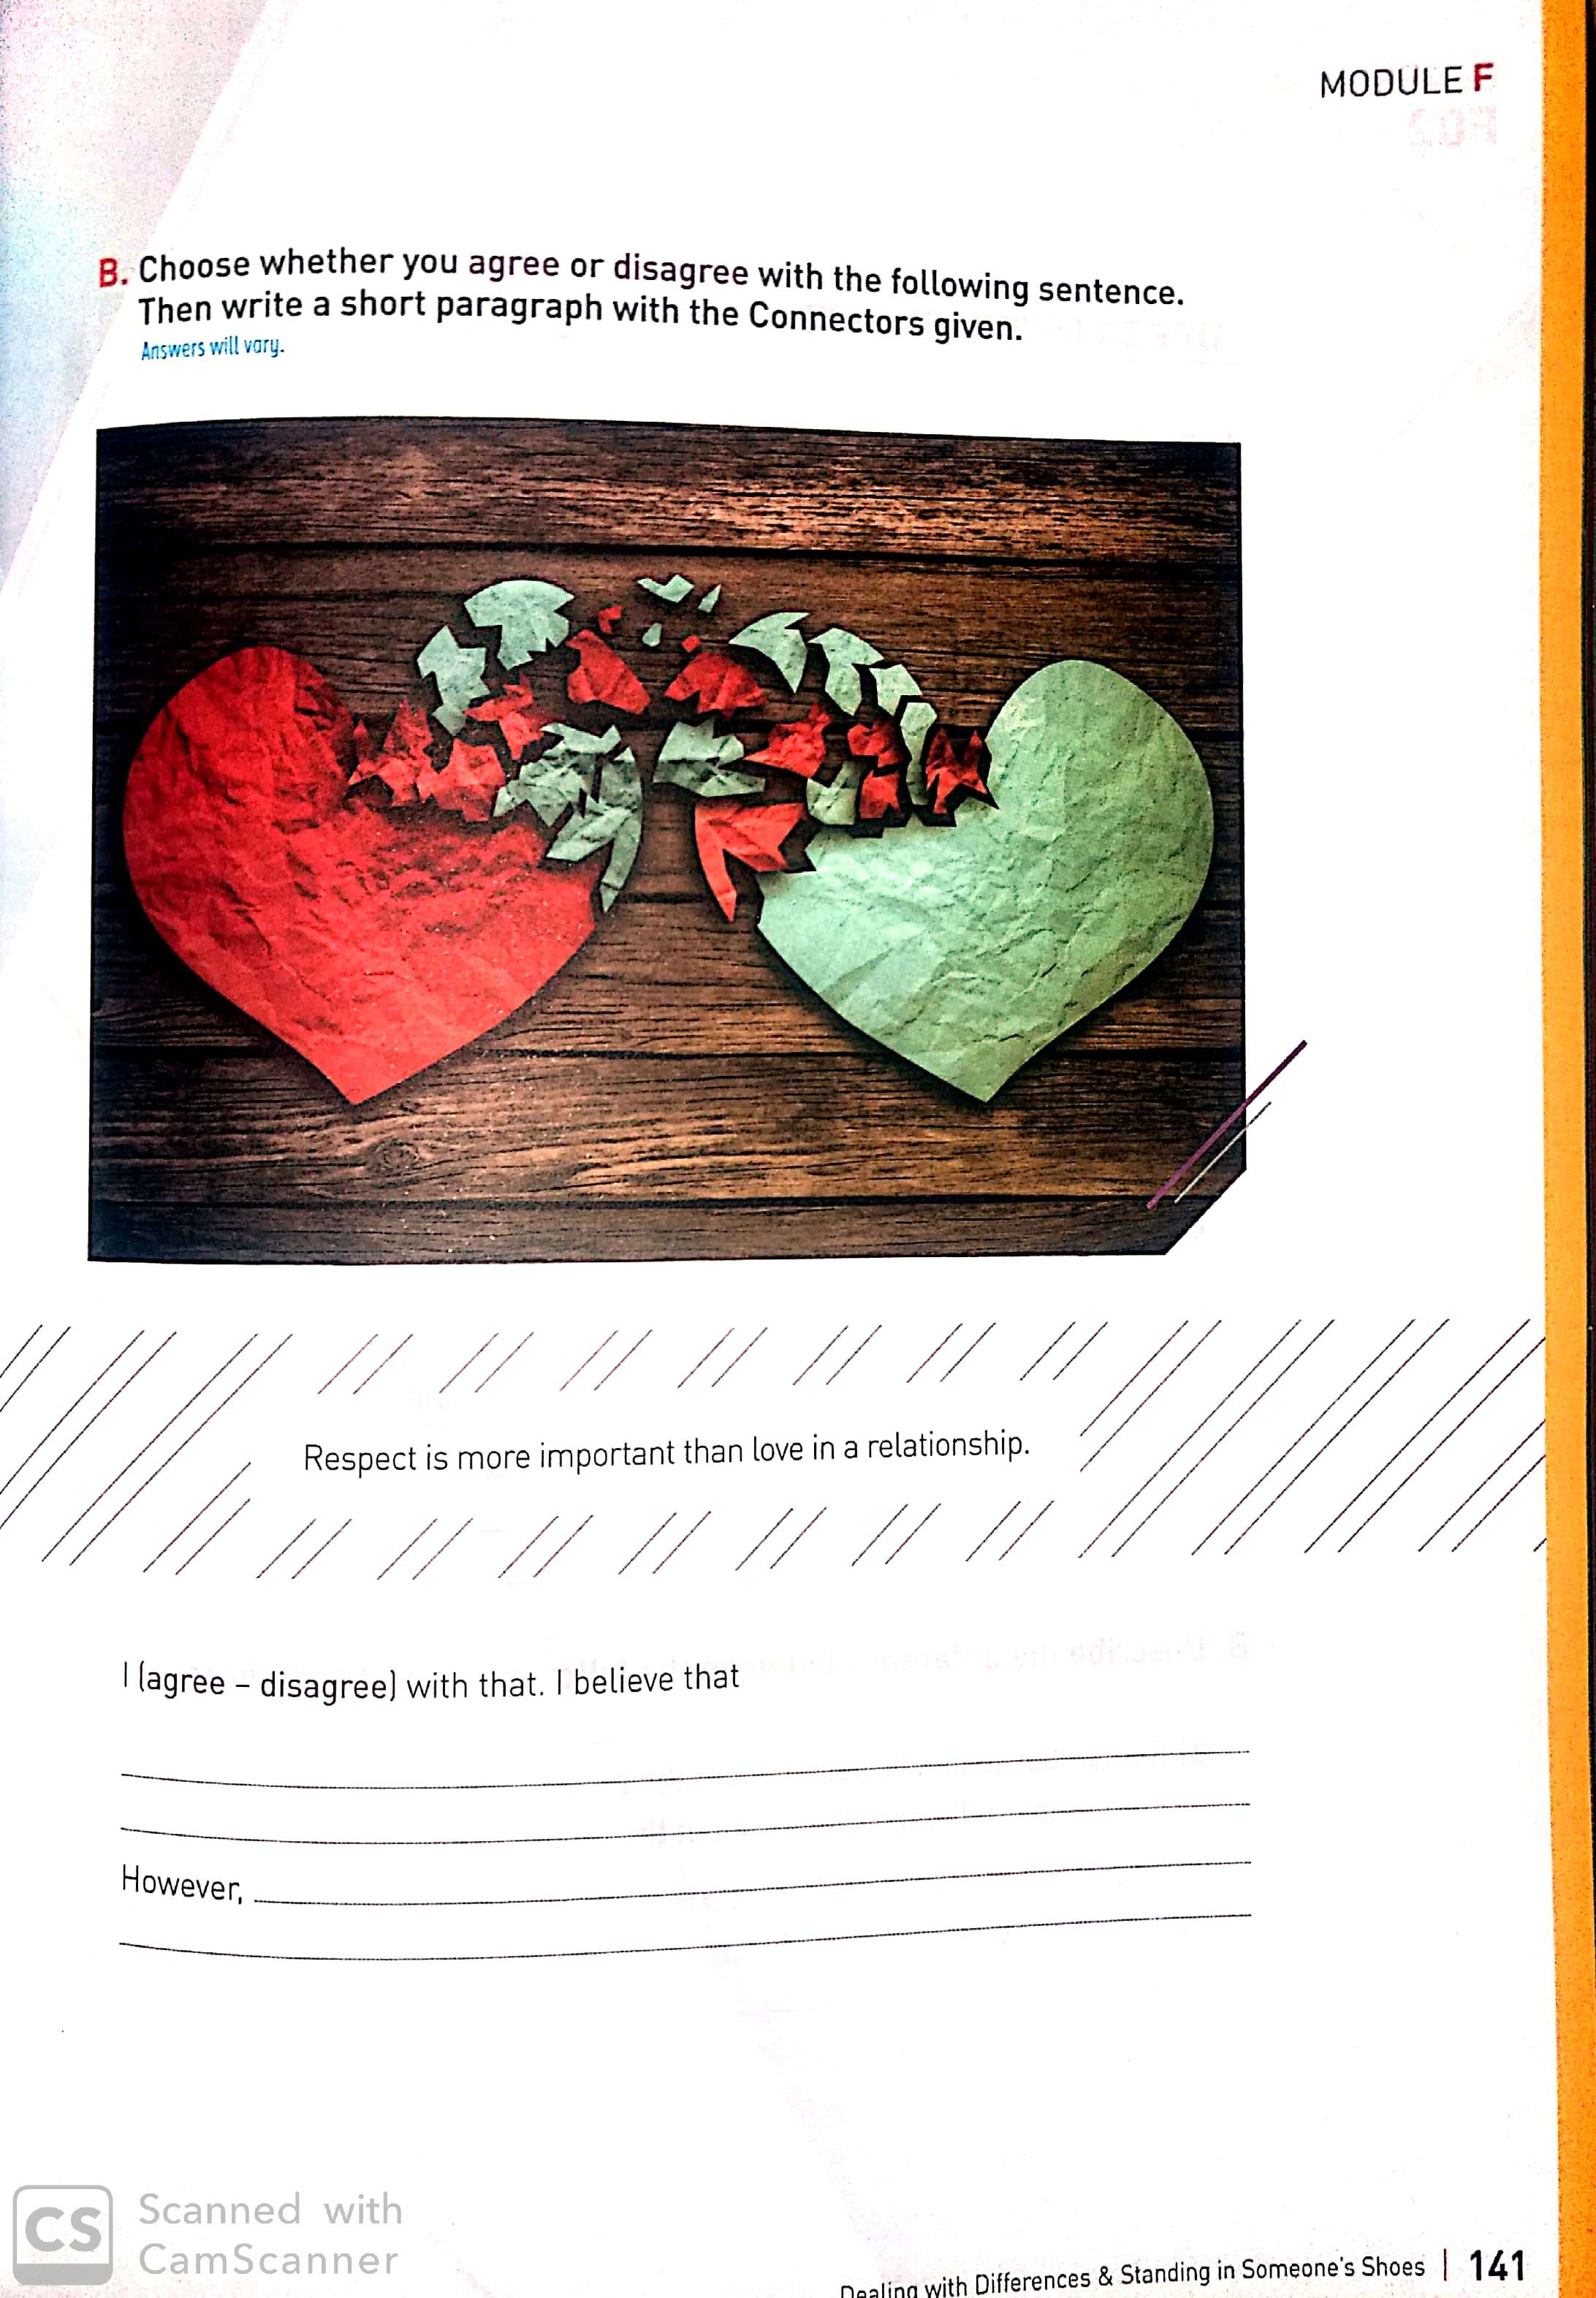 MODULE F
B. Choose whether you agree or disagree with the following sentence.
Then write a short paragraph with the Connectors given.
Answers will vary.
Respect is more important than love in a relationship.
I (agree – disagree) with that. I believe that
However,
CS Scanned with
CamScanner
Dealing with Differences & Standing in Someone's Shoes | 141